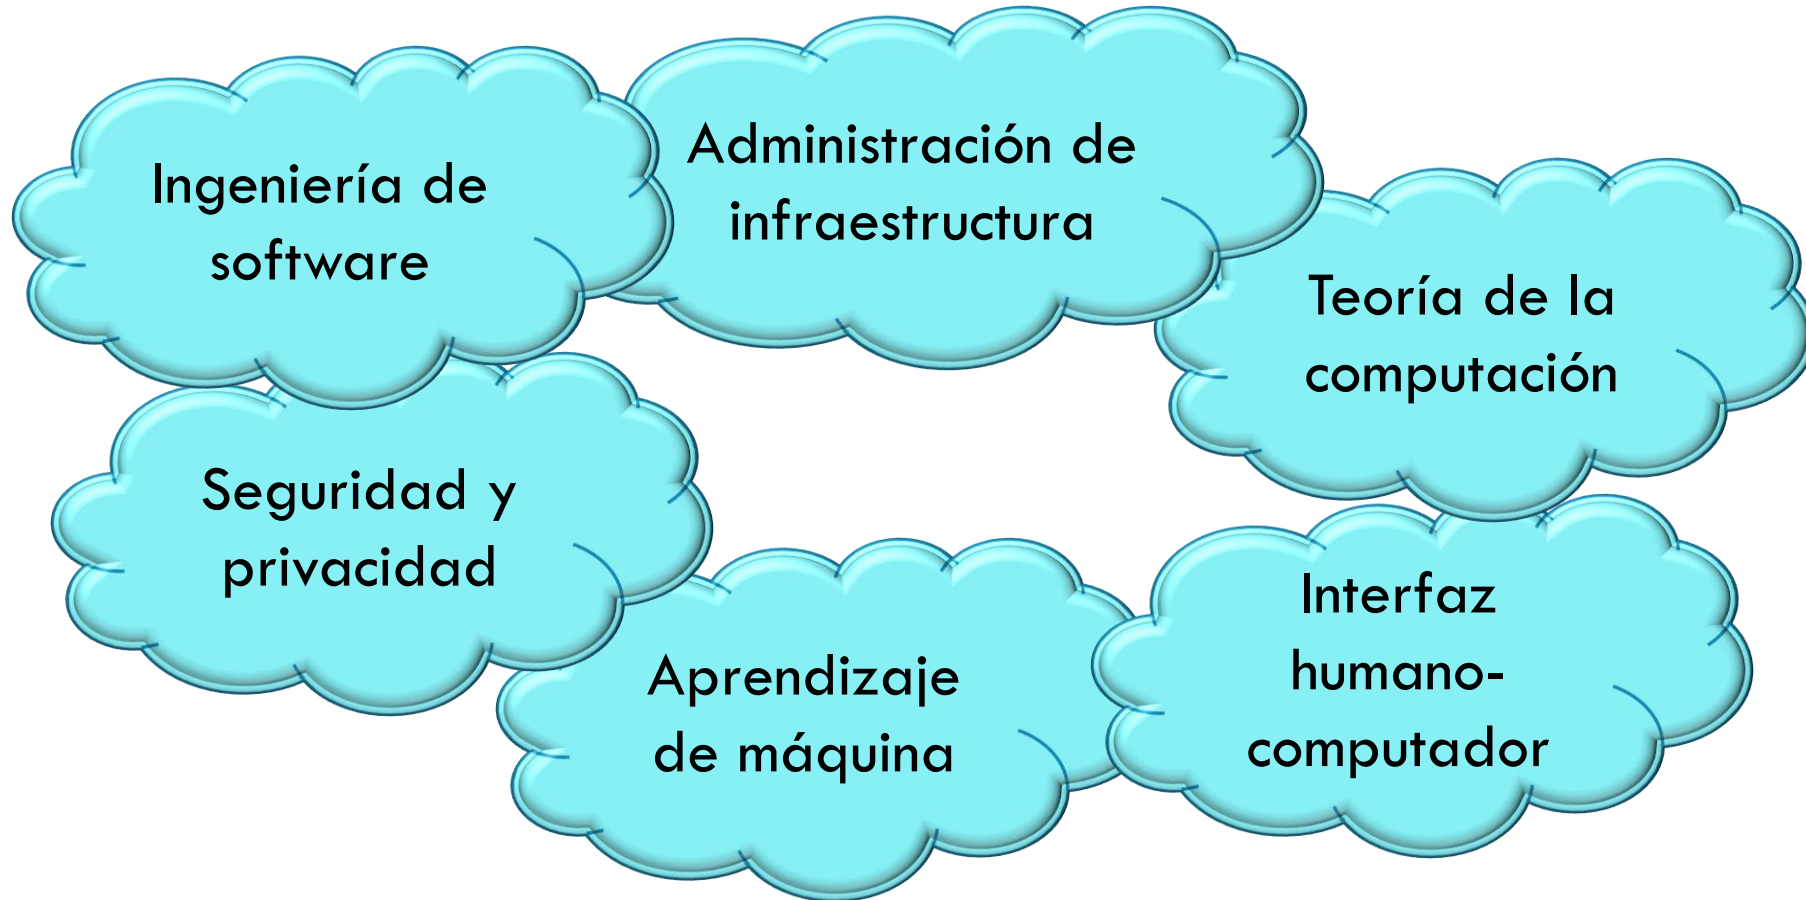 Ingeniería de
software
Administración de
infraestructura
Teoría de la
computación
Seguridad y
privacidad
Aprendizaje
de máquina
Interfaz
humano-
computador